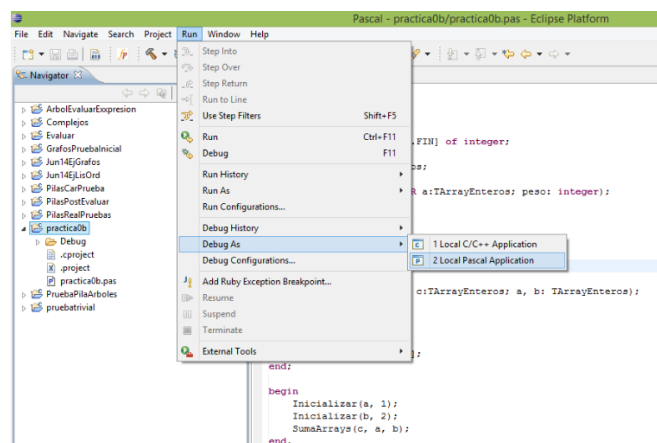 Pascal - practica0b/practica0b.pas - Eclipse Platform
File Edit Navigate Search Project Run Window Help
Navigator
ArbolEvaluarExxpresion
Complejos
Evaluar
GrafosPruebaInicial
Jun14EjGrafos
Jun14EjLisOrd
PilasCarPrueba
PilasPostEvaluar
PilasRealPruebas
practica0b
Debug
.cproject
.project
practica0b.pas
PruebaPilaArboles
pruebatrivial
Step Into
Step Over
Step Return
Run to Line
Use Step Filters Shift+F5
Run Ctrl+F11
Debug F11
Run History
Run As
Run Configurations...
Debug History
Debug As
Debug Configurations...
Add Ruby Exception Breakpoint...
Resume
Suspend
Terminate
External Tools
1 Local C/C++ Application
2 Local Pascal Application
.FIN] of integer;
os;
R a:TArrayEnteros; peso: integer);
c:TArrayEnteros; a, b: TArrayEnteros);
];
end;
begin
Inicializar(a, 1);
Inicializar(b, 2);
SumaArrays(c, a, b);
end.